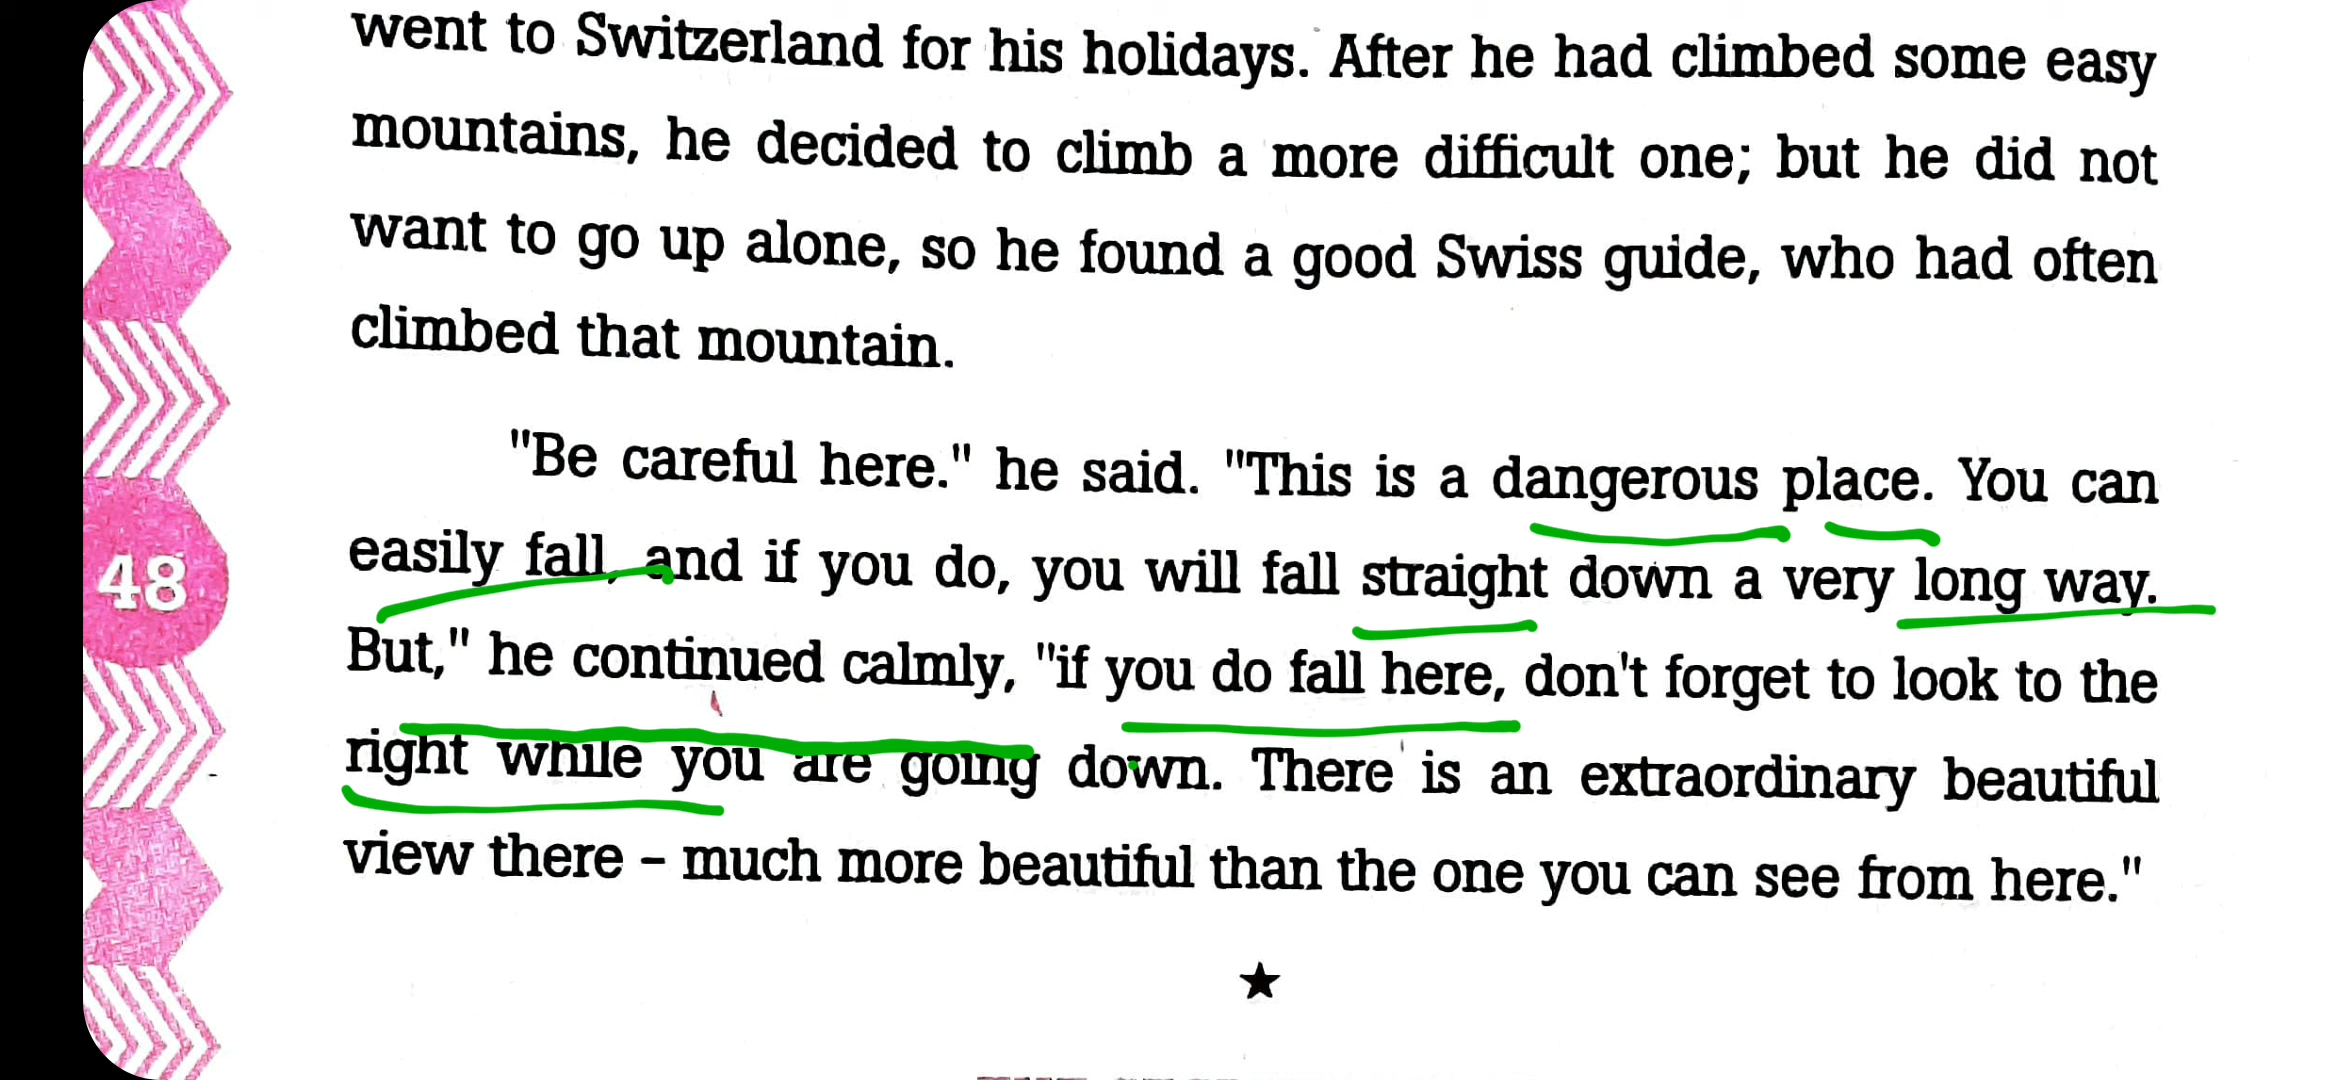 went to Switzerland for his holidays. After he had climbed some easy
mountains, he decided to climb a more difficult one; but he did not
want to go up alone, so he found a good Swiss guide, who had often
climbed that mountain.
"Be careful here." he said. "This is a dangerous place. You can
easily fall, and if you do, you will fall straight down a very long way.
But," he continued calmly, "if you do fall here, don't forget to look to the
right while you are going down. There is an extraordinary beautiful
view there – much more beautiful than the one you can see from here."
★
48